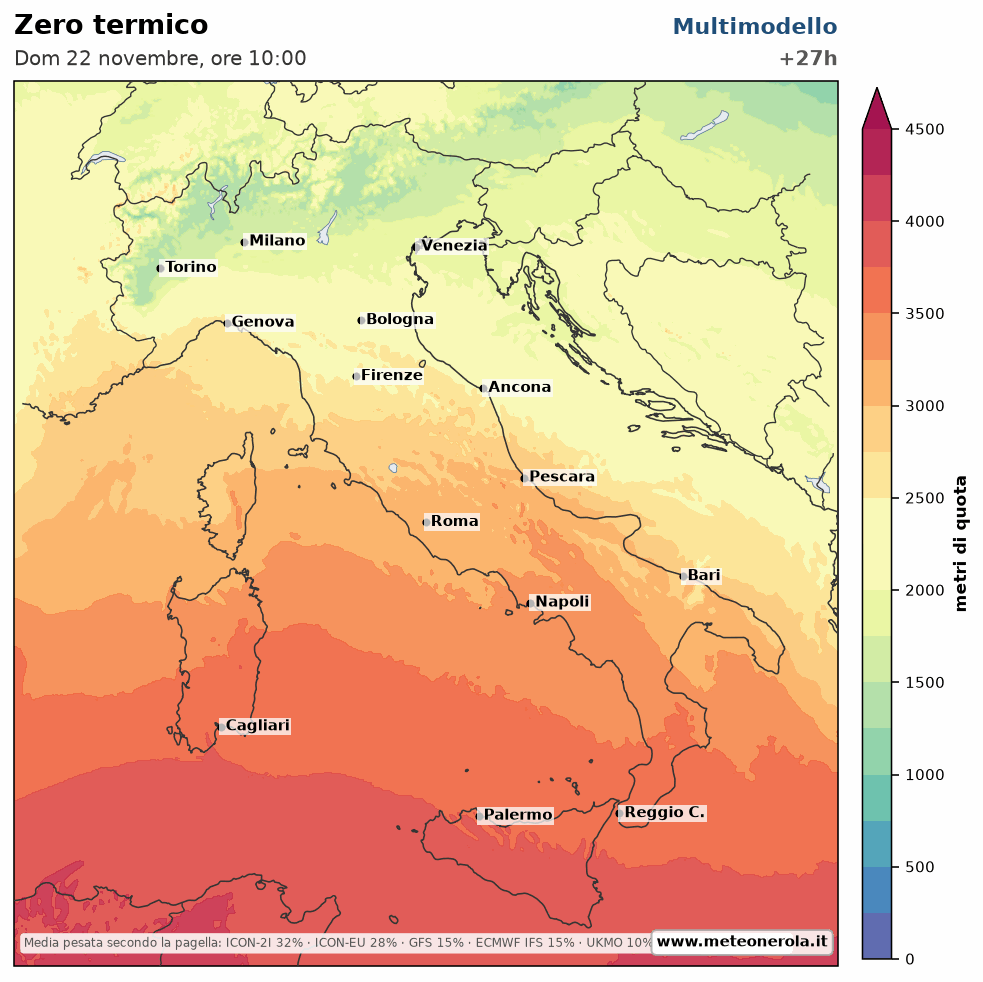 Zero termico
Multimodello
Dom 22 novembre, ore 10:00
+27h
4500
4000
3500
3000
2500
2000
1500
1000
500
0
metri di quota
Milano
Venezia
Torino
Genova
Bologna
Firenze
Ancona
Pescara
Roma
Bari
Napoli
Cagliari
Palermo
Reggio C.
Media pesata secondo la pagella: ICON-2I 32% · ICON-EU 28% · GFS 15% · ECMWF IFS 15% · UKMO 10%
www.meteonerola.it